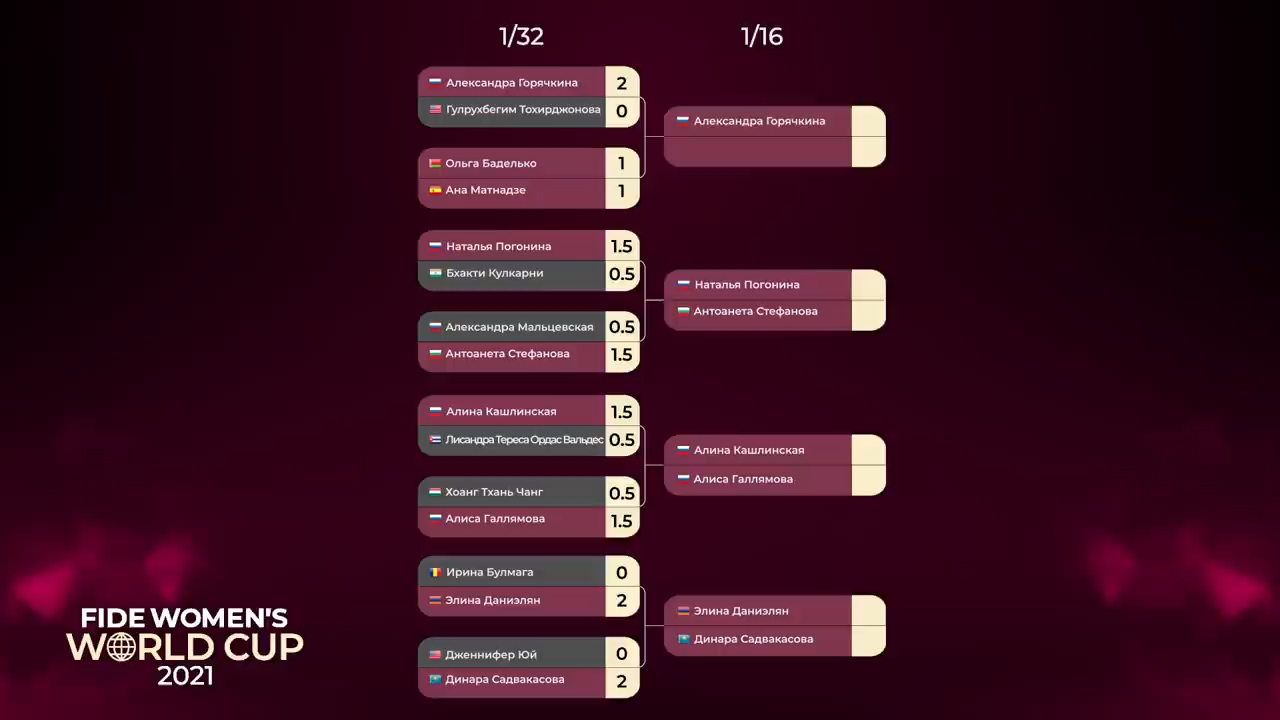 1/32
1/16
Александра Горячкина 2
Гулрухбегим Тохирджонова 0
Ольга Баделько 1
Ана Матнадзе 1
Наталья Погонина 1.5
Бхакти Кулкарни 0.5
Александра Мальцевская 0.5
Антоанета Стефанова 1.5
Алина Кашлинская 1.5
Лисандра Тереса Ордас Вальдес 0.5
Хоанг Тхань Чанг 0.5
Алиса Галлямова 1.5
Ирина Булмага 0
Элина Даниэлян 2
Дженнифер Юй 0
Динара Садвакасова 2
Александра Горячкина
Наталья Погонина
Антоанета Стефанова
Алина Кашлинская
Алиса Галлямова
Элина Даниэлян
Динара Садвакасова
FIDE WOMEN'S
WORLD CUP
2021